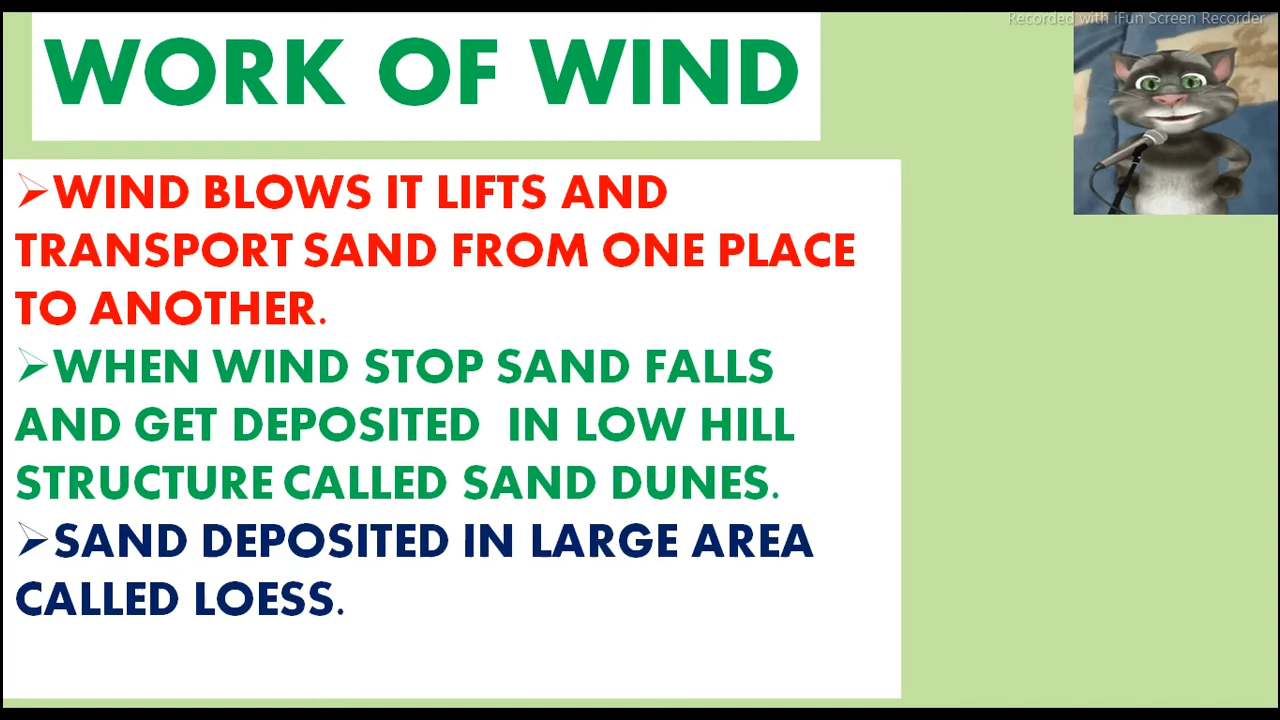 Recorded with iFun Screen Recorder
WORK OF WIND
➢WIND BLOWS IT LIFTS AND
TRANSPORT SAND FROM ONE PLACE
TO ANOTHER.
➢WHEN WIND STOP SAND FALLS
AND GET DEPOSITED IN LOW HILL
STRUCTURE CALLED SAND DUNES.
➢SAND DEPOSITED IN LARGE AREA
CALLED LOESS.